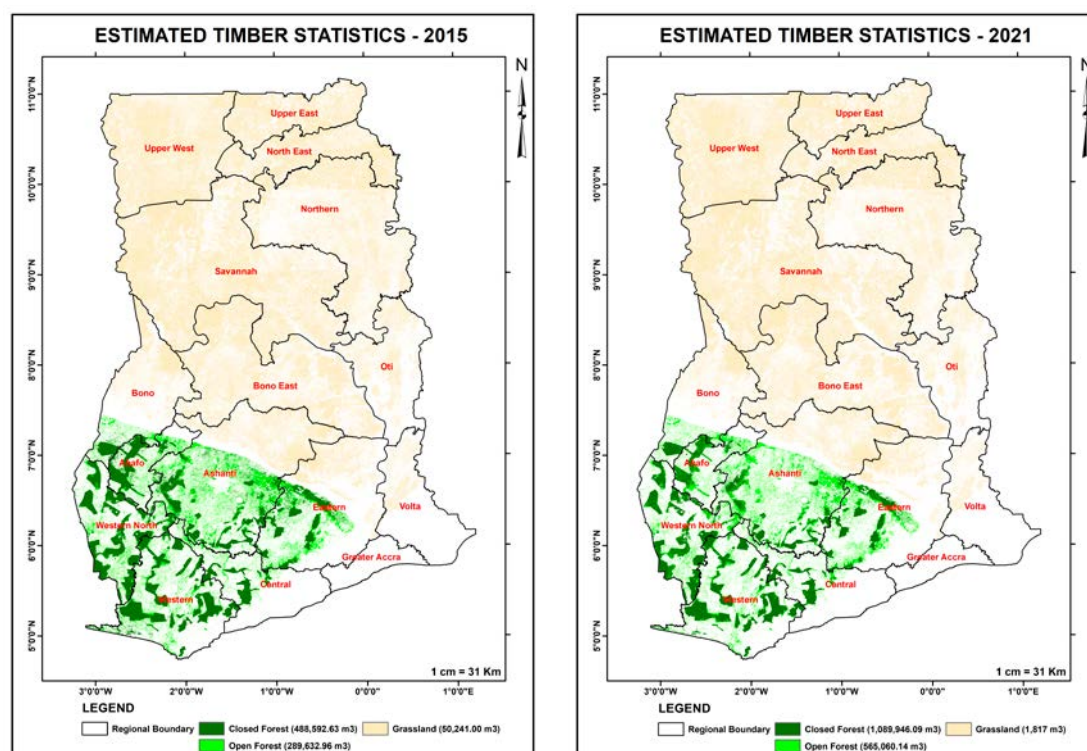 ESTIMATED TIMBER STATISTICS - 2015
N
11°0'0"N
10°0'0"N
9°0'0"N
8°0'0"N
7°0'0"N
6°0'0"N
5°0'0"N
Upper East
Upper West
North East
Northern
Savannah
Oti
Bono East
Bono
Ahafo
Ashanti
Eastern
Volta
Western North
Greater Accra
Central
Western
1 cm = 31 Km
3°0'0"W 2°0'0"W 1°0'0"W 0°0'0" 1°0'0"E
LEGEND
Regional Boundary Closed Forest (488,592.63 m3) Grassland (50,241.00 m3)
Open Forest (289,632.96 m3)
ESTIMATED TIMBER STATISTICS - 2021
N
11°0'0"N
10°0'0"N
9°0'0"N
8°0'0"N
7°0'0"N
6°0'0"N
5°0'0"N
Upper East
Upper West
North East
Northern
Savannah
Oti
Bono East
Bono
Ahafo
Ashanti
Eastern
Volta
Western North
Greater Accra
Central
Western
1 cm = 31 Km
3°0'0"W 2°0'0"W 1°0'0"W 0°0'0" 1°0'0"E
LEGEND
Regional Boundary Closed Forest (1,089,946.09 m3) Grassland (1,817 m3)
Open Forest (565,060.14 m3)